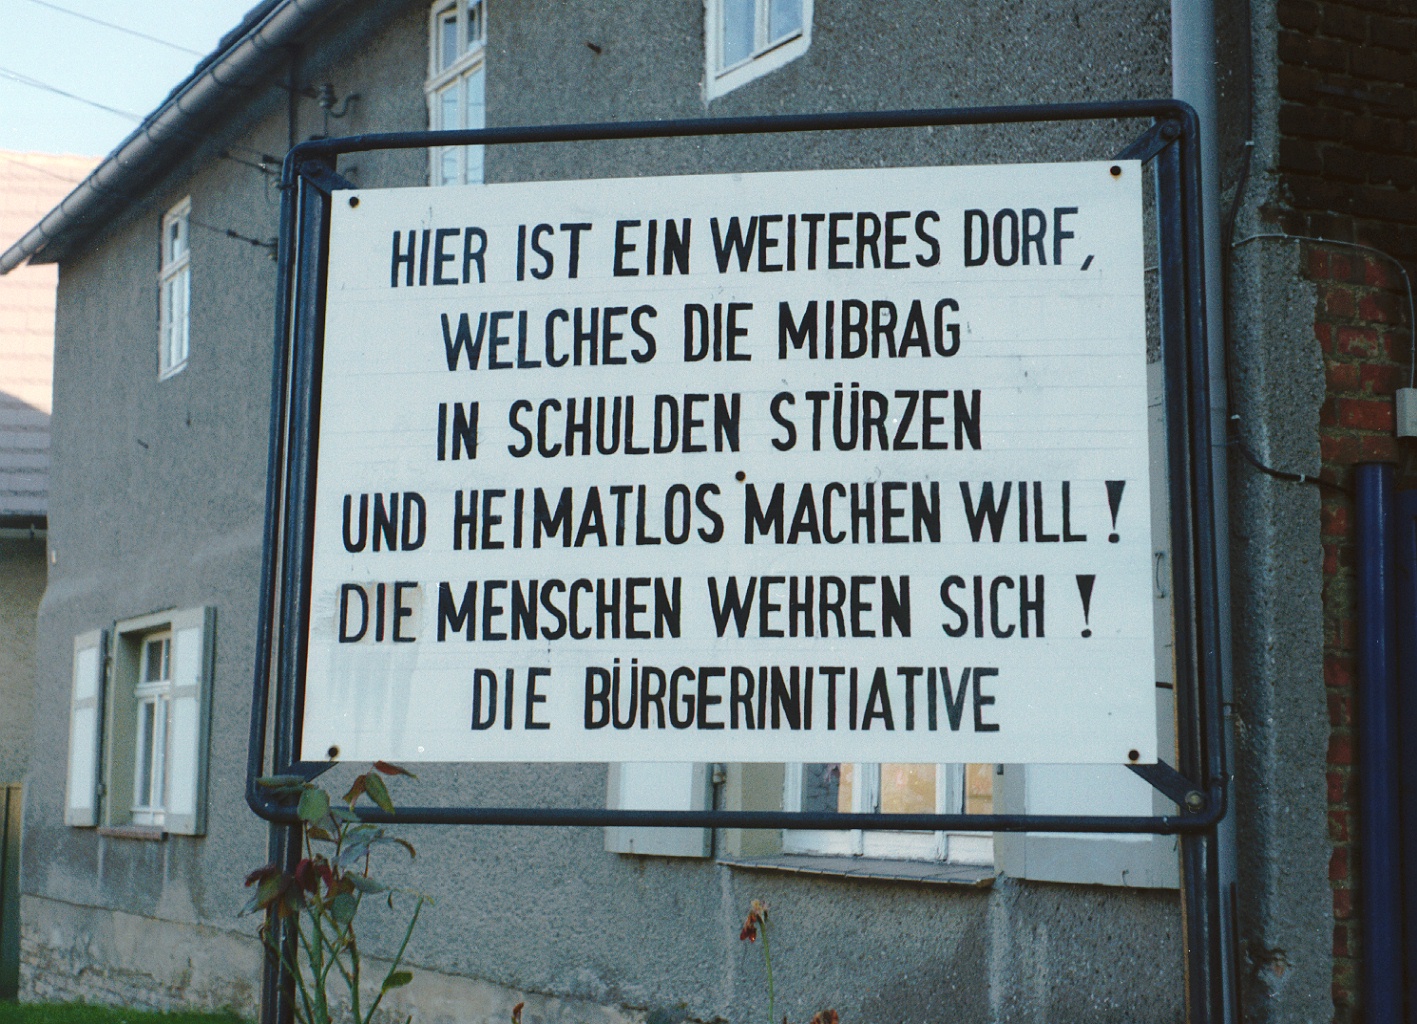 HIER IST EIN WEITERES DORF,
WELCHES DIE MIBRAG
IN SCHULDEN STÜRZEN
UND HEIMATLOS MACHEN WILL!
DIE MENSCHEN WEHREN SICH!
DIE BÜRGERINITIATIVE